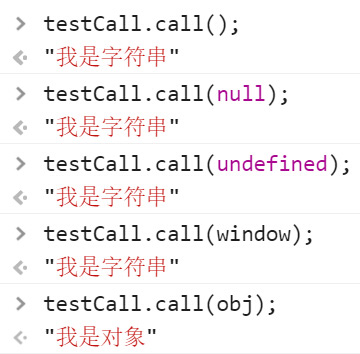 testCall.call();
"我是字符串"
testCall.call(null);
"我是字符串"
testCall.call(undefined);
"我是字符串"
testCall.call(window);
"我是字符串"
testCall.call(obj);
"我是对象"